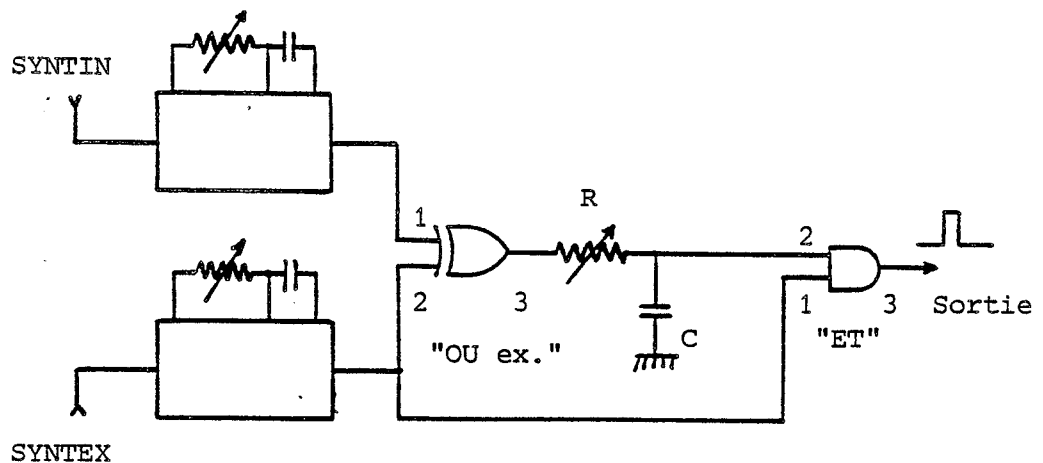 SYNTIN
R
1
2
2
3
1
3
Sortie
"OU ex."
C
"ET"
SYNTEX